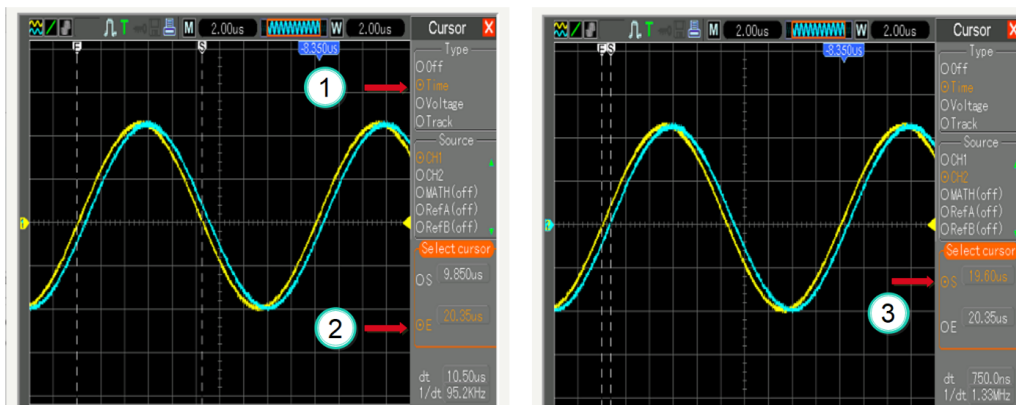 M 2.00us W 2.00us Cursor X
E S -8.350us
Type
Off
Time
Voltage
Track
Source
CH1
CH2
MATH(off)
RefA(off)
RefB(off)
Select cursor
S 9.850us
E 20.35us
dt 10.50us
1/dt 95.2KHz
1
2
M 2.00us W 2.00us Cursor X
E S -8.350us
Type
Off
Time
Voltage
Track
Source
CH1
CH2
MATH(off)
RefA(off)
RefB(off)
Select cursor
S 19.60us
E 20.35us
dt 750.0ns
1/dt 1.33MHz
3